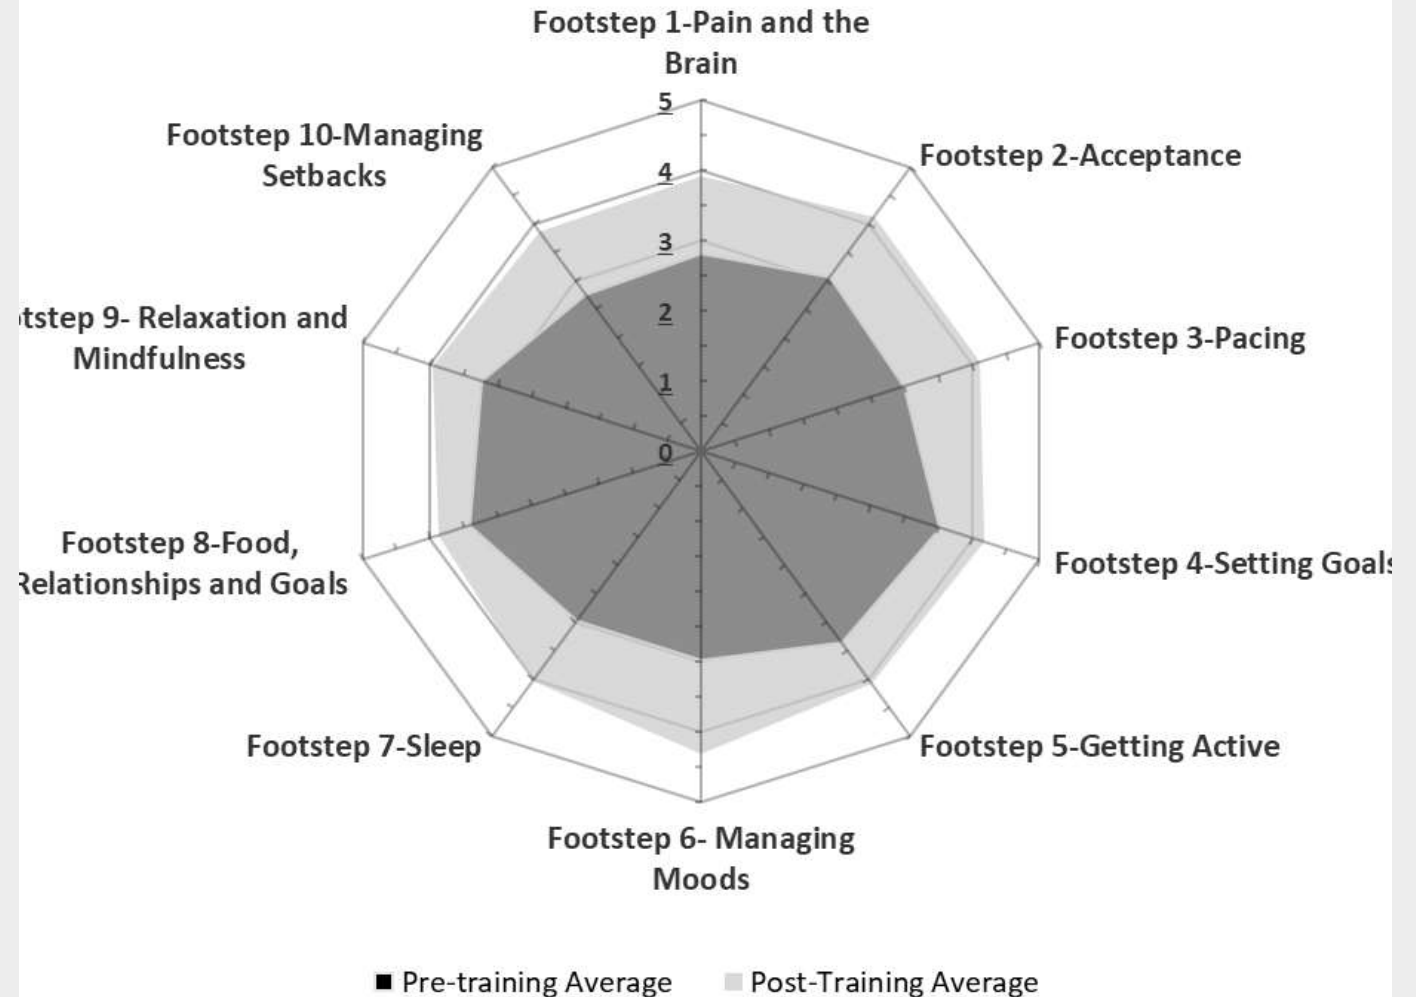 Footstep 1-Pain and the
Brain
Footstep 2-Acceptance
Footstep 3-Pacing
Footstep 4-Setting Goals
Footstep 5-Getting Active
Footstep 6- Managing
Moods
Footstep 7-Sleep
Footstep 8-Food,
Relationships and Goals
tstep 9- Relaxation and
Mindfulness
Footstep 10-Managing
Setbacks
5
4
3
2
1
0
Pre-training Average
Post-Training Average